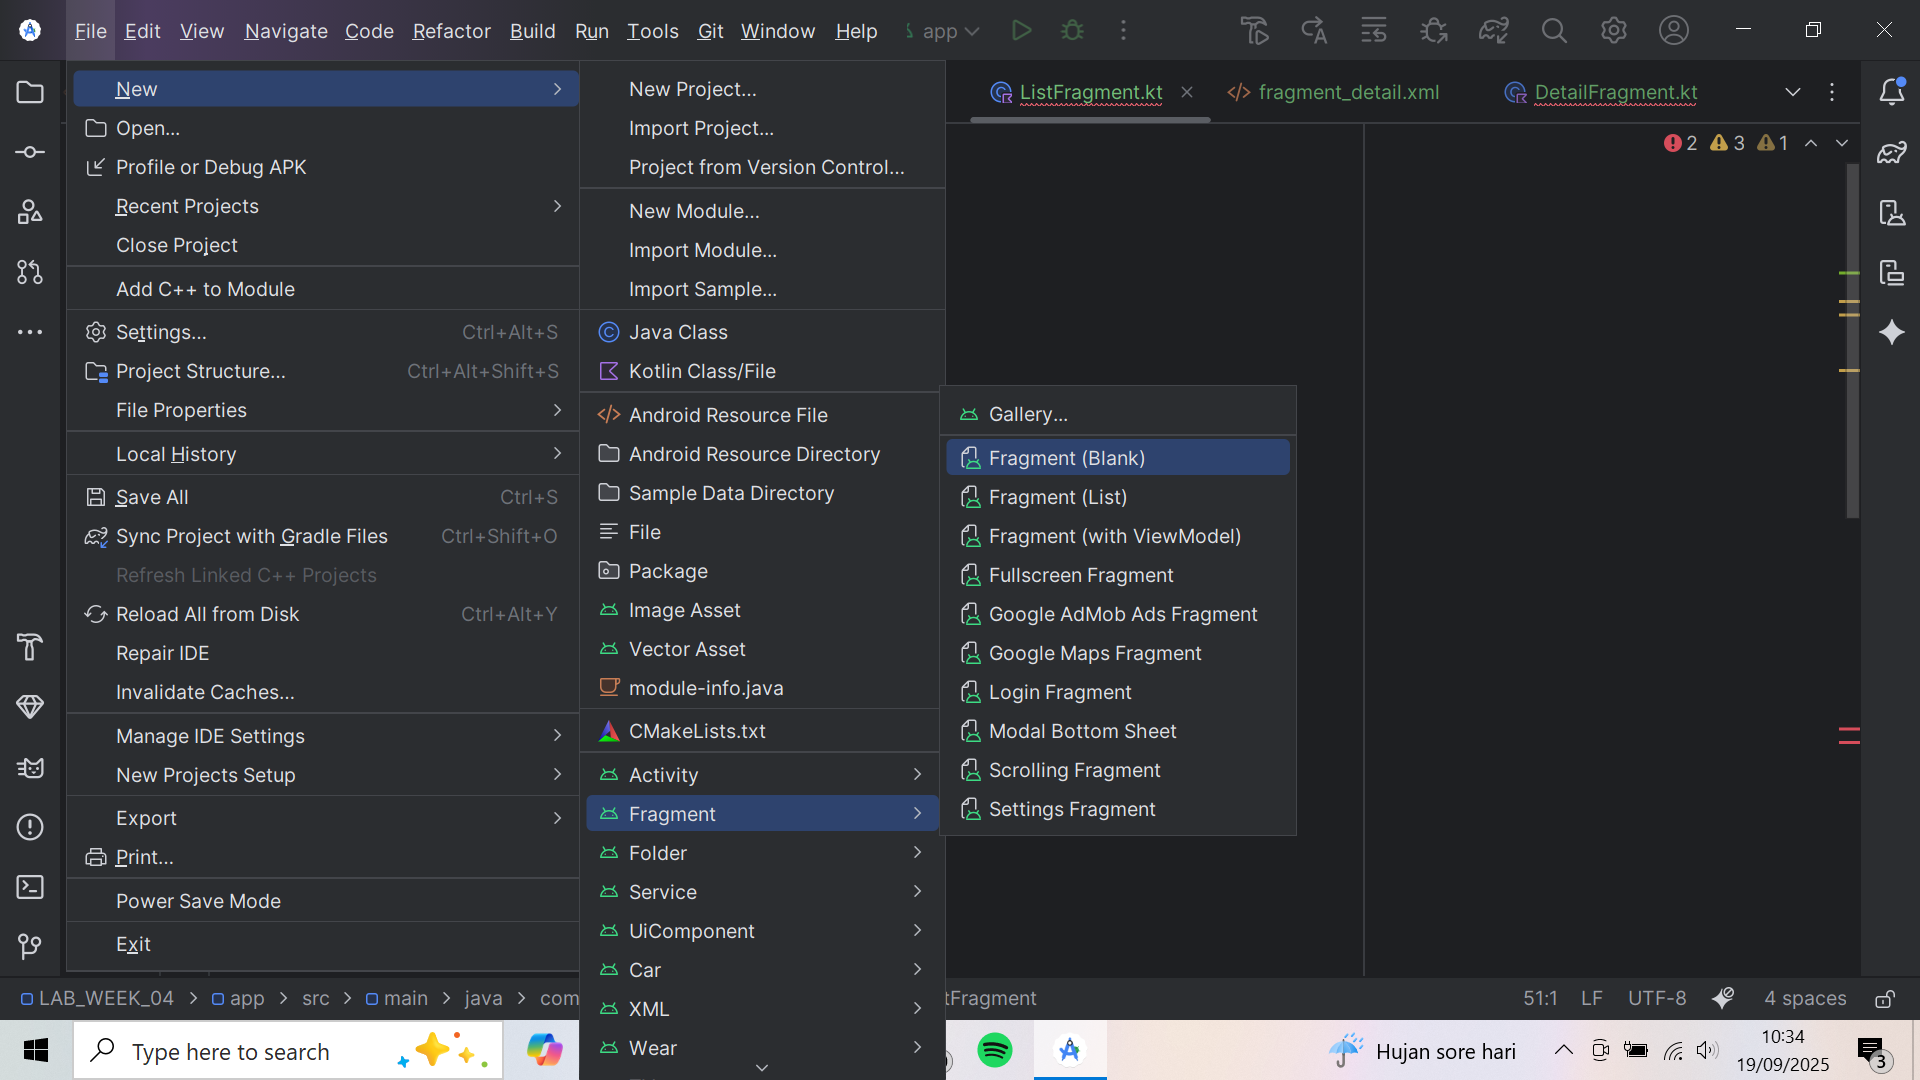 File Edit View Navigate Code Refactor Build Run Tools Git Window Help app
ListFragment.kt fragment_detail.xml DetailFragment.kt
2 3 1
New
Open...
Profile or Debug APK
Recent Projects
Close Project
Add C++ to Module
Settings... Ctrl+Alt+S
Project Structure... Ctrl+Alt+Shift+S
File Properties
Local History
Save All Ctrl+S
Sync Project with Gradle Files Ctrl+Shift+O
Refresh Linked C++ Projects
Reload All from Disk Ctrl+Alt+Y
Repair IDE
Invalidate Caches...
Manage IDE Settings
New Projects Setup
Export
Print...
Power Save Mode
Exit
New Project...
Import Project...
Project from Version Control...
New Module...
Import Module...
Import Sample...
Java Class
Kotlin Class/File
Android Resource File
Android Resource Directory
Sample Data Directory
File
Package
Image Asset
Vector Asset
module-info.java
CMakeLists.txt
Activity
Fragment
Folder
Service
UiComponent
Car
XML
Wear
Gallery...
Fragment (Blank)
Fragment (List)
Fragment (with ViewModel)
Fullscreen Fragment
Google AdMob Ads Fragment
Google Maps Fragment
Login Fragment
Modal Bottom Sheet
Scrolling Fragment
Settings Fragment
LAB_WEEK_04 > app > src > main > java > com tFragment 51:1 LF UTF-8 4 spaces
Type here to search
Hujan sore hari
10:34
19/09/2025
3